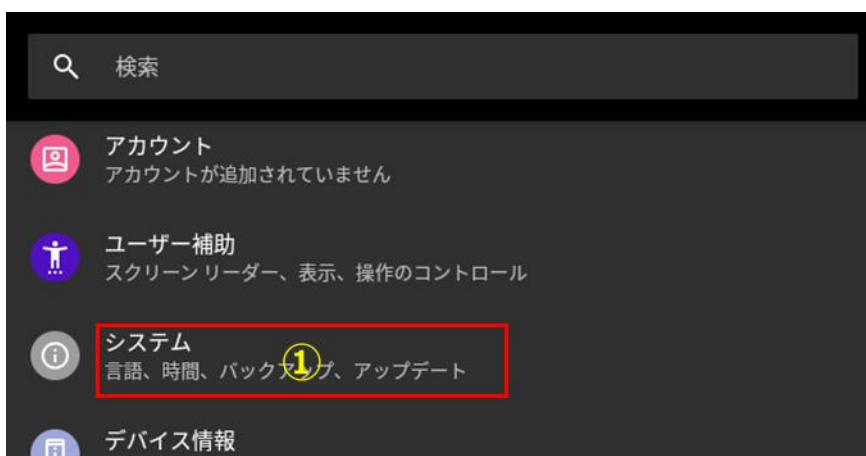 検索
アカウント
アカウントが追加されていません
ユーザー補助
スクリーン リーダー、表示、操作のコントロール
システム
言語、時間、バックアップ、アップデート
①
デバイス情報